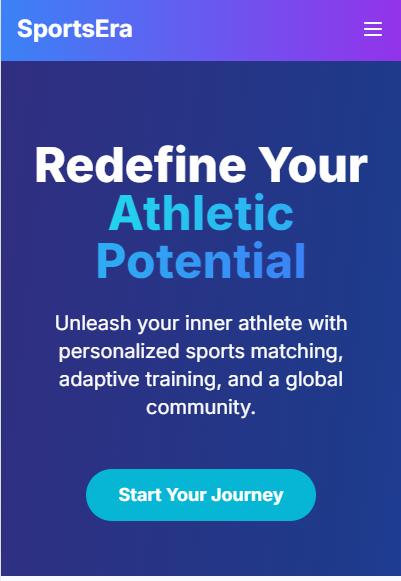 SportsEra
Redefine Your
Athletic
Potential
Unleash your inner athlete with
personalized sports matching,
adaptive training, and a global
community.
Start Your Journey